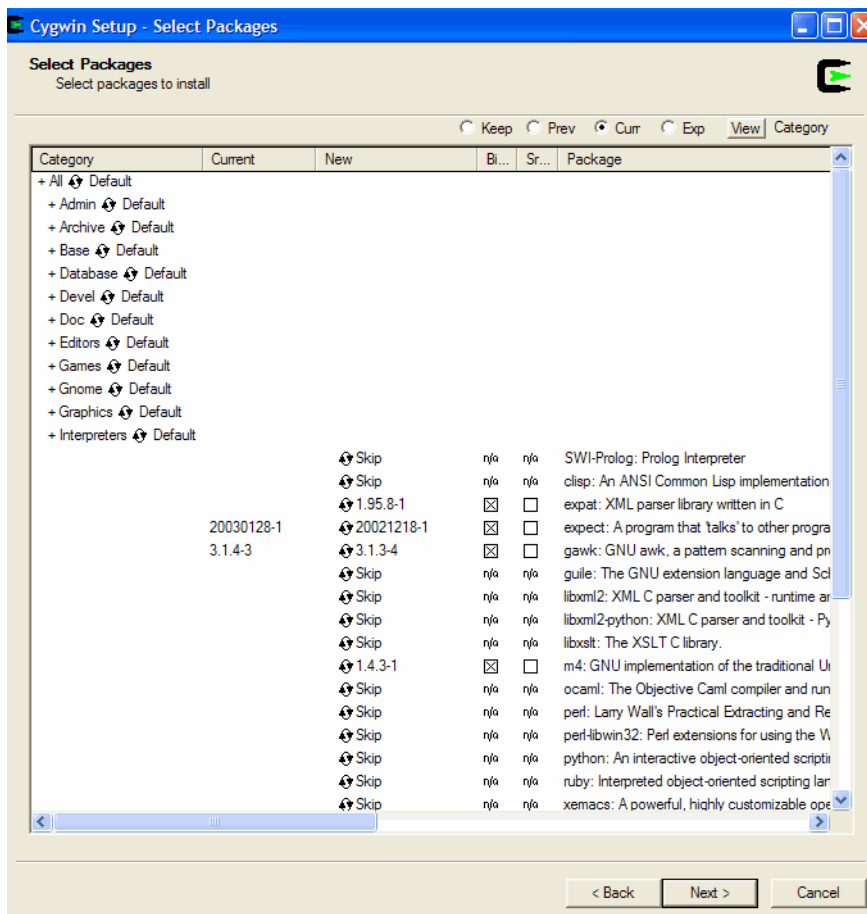 Cygwin Setup - Select Packages
Select Packages
Select packages to install
Keep Prev Curr Exp View Category
Category Current New Bi... Sr... Package
+ All Default
+ Admin Default
+ Archive Default
+ Base Default
+ Database Default
+ Devel Default
+ Doc Default
+ Editors Default
+ Games Default
+ Gnome Default
+ Graphics Default
+ Interpreters Default
Skip n/a n/a SWI-Prolog: Prolog Interpreter
Skip n/a n/a clisp: An ANSI Common Lisp implementation
1.95.8-1 expat: XML parser library written in C
20030128-1 20021218-1 expect: A program that 'talks' to other progra
3.1.4-3 3.1.3-4 gawk: GNU awk, a pattern scanning and pro
Skip n/a n/a guile: The GNU extension language and Sch
Skip n/a n/a libxml2: XML C parser and toolkit - runtime an
Skip n/a n/a libxml2-python: XML C parser and toolkit - Py
Skip n/a n/a libxslt: The XSLT C library.
1.4.3-1 m4: GNU implementation of the traditional Un
Skip n/a n/a ocaml: The Objective Caml compiler and run
Skip n/a n/a perl: Larry Wall's Practical Extracting and Re
Skip n/a n/a perl-libwin32: Perl extensions for using the W
Skip n/a n/a python: An interactive object-oriented scriptin
Skip n/a n/a ruby: Interpreted object-oriented scripting lan
Skip n/a n/a xemacs: A powerful, highly customizable ope
< Back Next > Cancel